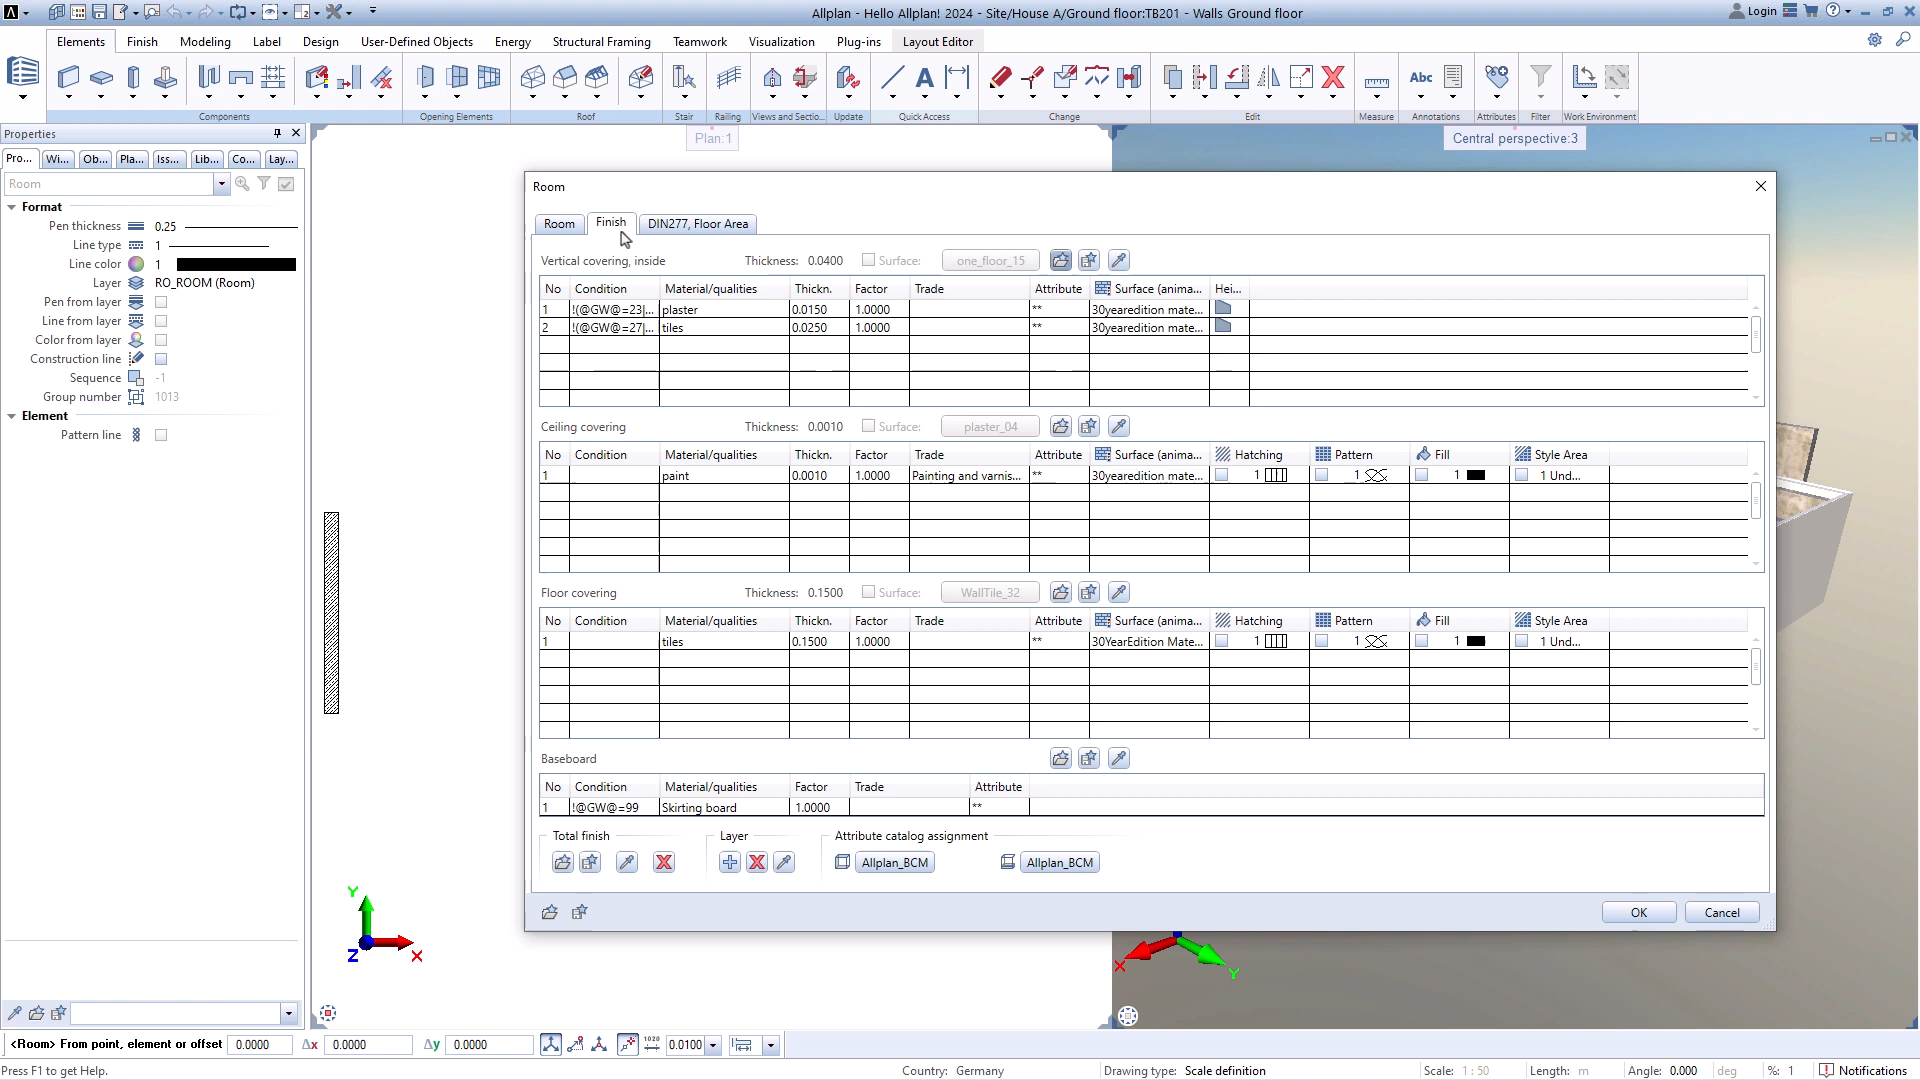 Allplan - Hello Allplan! 2024 - Site/House A/Ground floor:TB201 - Walls Ground floor
Login
Elements Finish Modeling Label Design User-Defined Objects Energy Structural Framing Teamwork Visualization Plug-ins Layout Editor
Abc
Components Opening Elements Roof Stair Railing Views and Sectio... Update Quick Access Change Edit Measure Annotations Attributes Filter Work Environment
Properties
Plan:1
Central perspective:3
Pro... Wi... Ob... Pla... Iss... Lib... Co... Lay...
Room
Format
Pen thickness 0.25
Line type 1
Line color 1
Layer RO_ROOM (Room)
Pen from layer
Line from layer
Color from layer
Construction line
Sequence -1
Group number 1013
Element
Pattern line
Room
Room Finish DIN277, Floor Area
Vertical covering, inside Thickness: 0.0400 Surface: one_floor_15
No Condition Material/qualities Thickn. Factor Trade Attribute Surface (anima... Hei...
1 !(@GW@=23|... plaster 0.0150 1.0000 ** 30yearedition mate...
2 !(@GW@=27|... tiles 0.0250 1.0000 ** 30yearedition mate...
Ceiling covering Thickness: 0.0010 Surface: plaster_04
No Condition Material/qualities Thickn. Factor Trade Attribute Surface (anima... Hatching Pattern Fill Style Area
1 paint 0.0010 1.0000 Painting and varnis... ** 30yearedition mate... 1 1 1 1 Und...
Floor covering Thickness: 0.1500 Surface: WallTile_32
No Condition Material/qualities Thickn. Factor Trade Attribute Surface (anima... Hatching Pattern Fill Style Area
1 tiles 0.1500 1.0000 ** 30YearEdition Mate... 1 1 1 1 Und...
Baseboard
No Condition Material/qualities Factor Trade Attribute
1 !@GW@=99 Skirting board 1.0000 **
Total finish Layer Attribute catalog assignment
Allplan_BCM Allplan_BCM
OK Cancel
Y
Z X
X Y
<Room> From point, element or offset 0.0000 Δx 0.0000 Δy 0.0000 1020 0.0100
Press F1 to get Help. Country: Germany Drawing type: Scale definition Scale: 1 : 50 Length: m Angle: 0.000 deg %: 1 Notifications